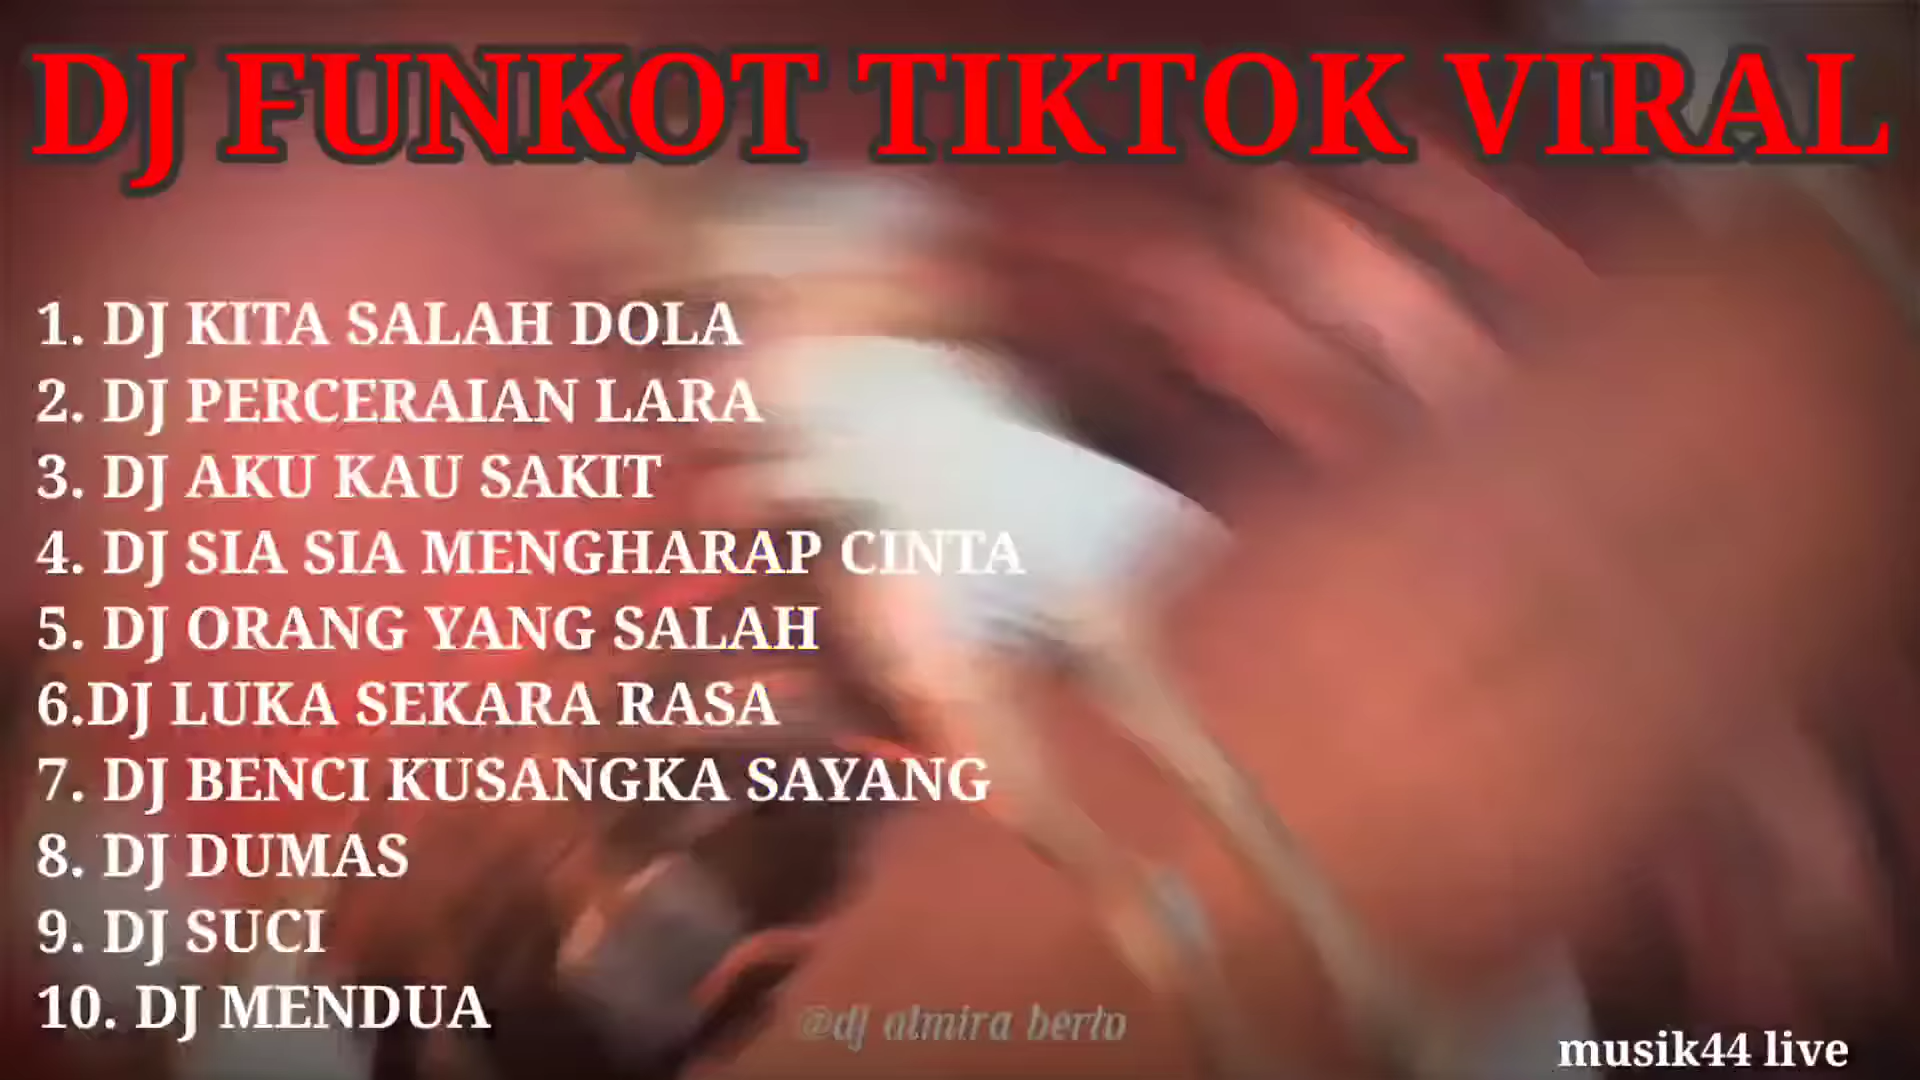 DJ FUNKOT TIKTOK VIRAL
1. DJ KITA SALAH DOLA
2. DJ PERCERAIAN LARA
3. DJ AKU KAU SAKIT
4. DJ SIA SIA MENGHARAP CINTA
5. DJ ORANG YANG SALAH
6.DJ LUKA SEKARA RASA
7. DJ BENCI KUSANGKA SAYANG
8. DJ DUMAS
9. DJ SUCI
10. DJ MENDUA
@dj almira berto
musik44 live